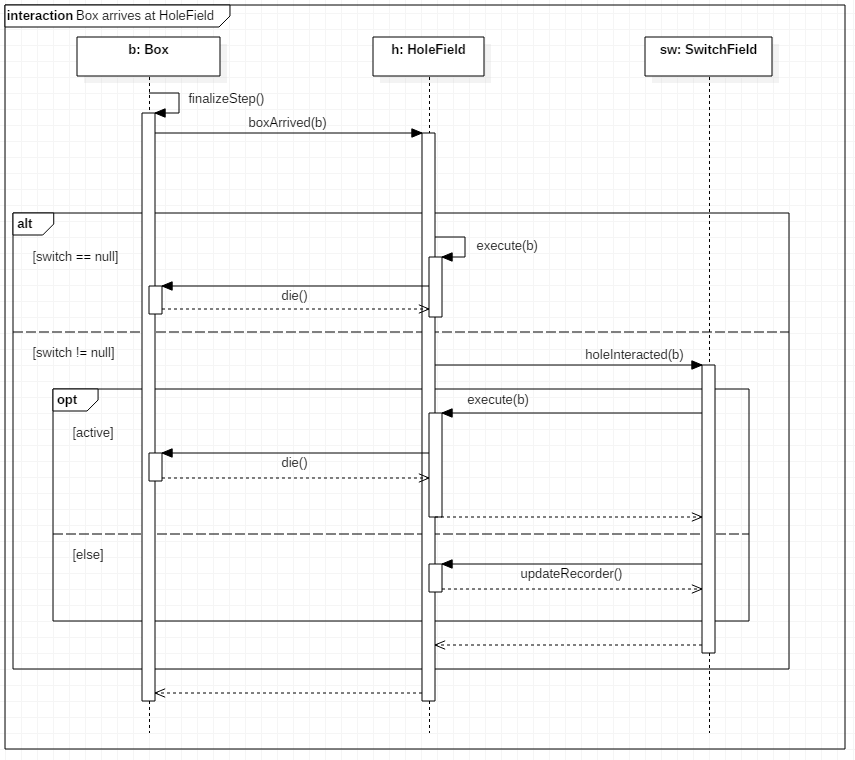 interaction Box arrives at HoleField
b: Box
h: HoleField
sw: SwitchField
finalizeStep()
boxArrived(b)
alt
execute(b)
[switch == null]
die()
[switch != null]
holeInteracted(b)
opt
execute(b)
[active]
die()
[else]
updateRecorder()